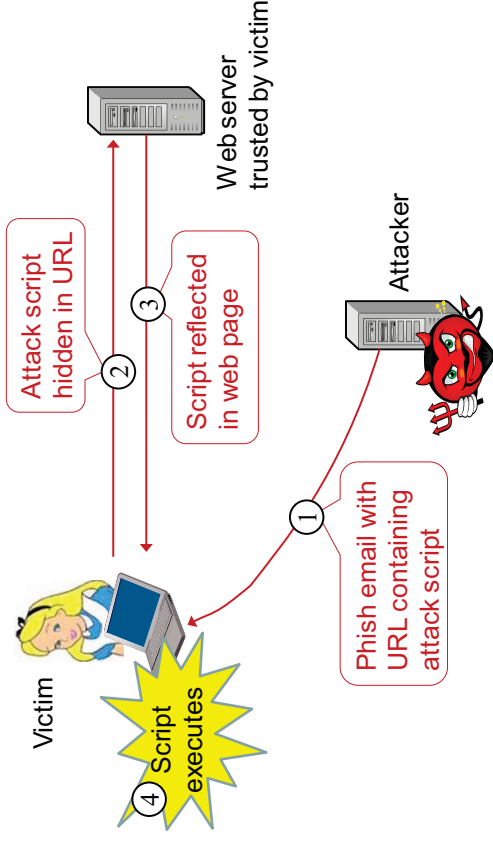 Victim
4
Script
executes
Attack script
hidden in URL
2
3
Script reflected
in web page
Web server
trusted by victim
1
Phish email with
URL containing
attack script
Attacker